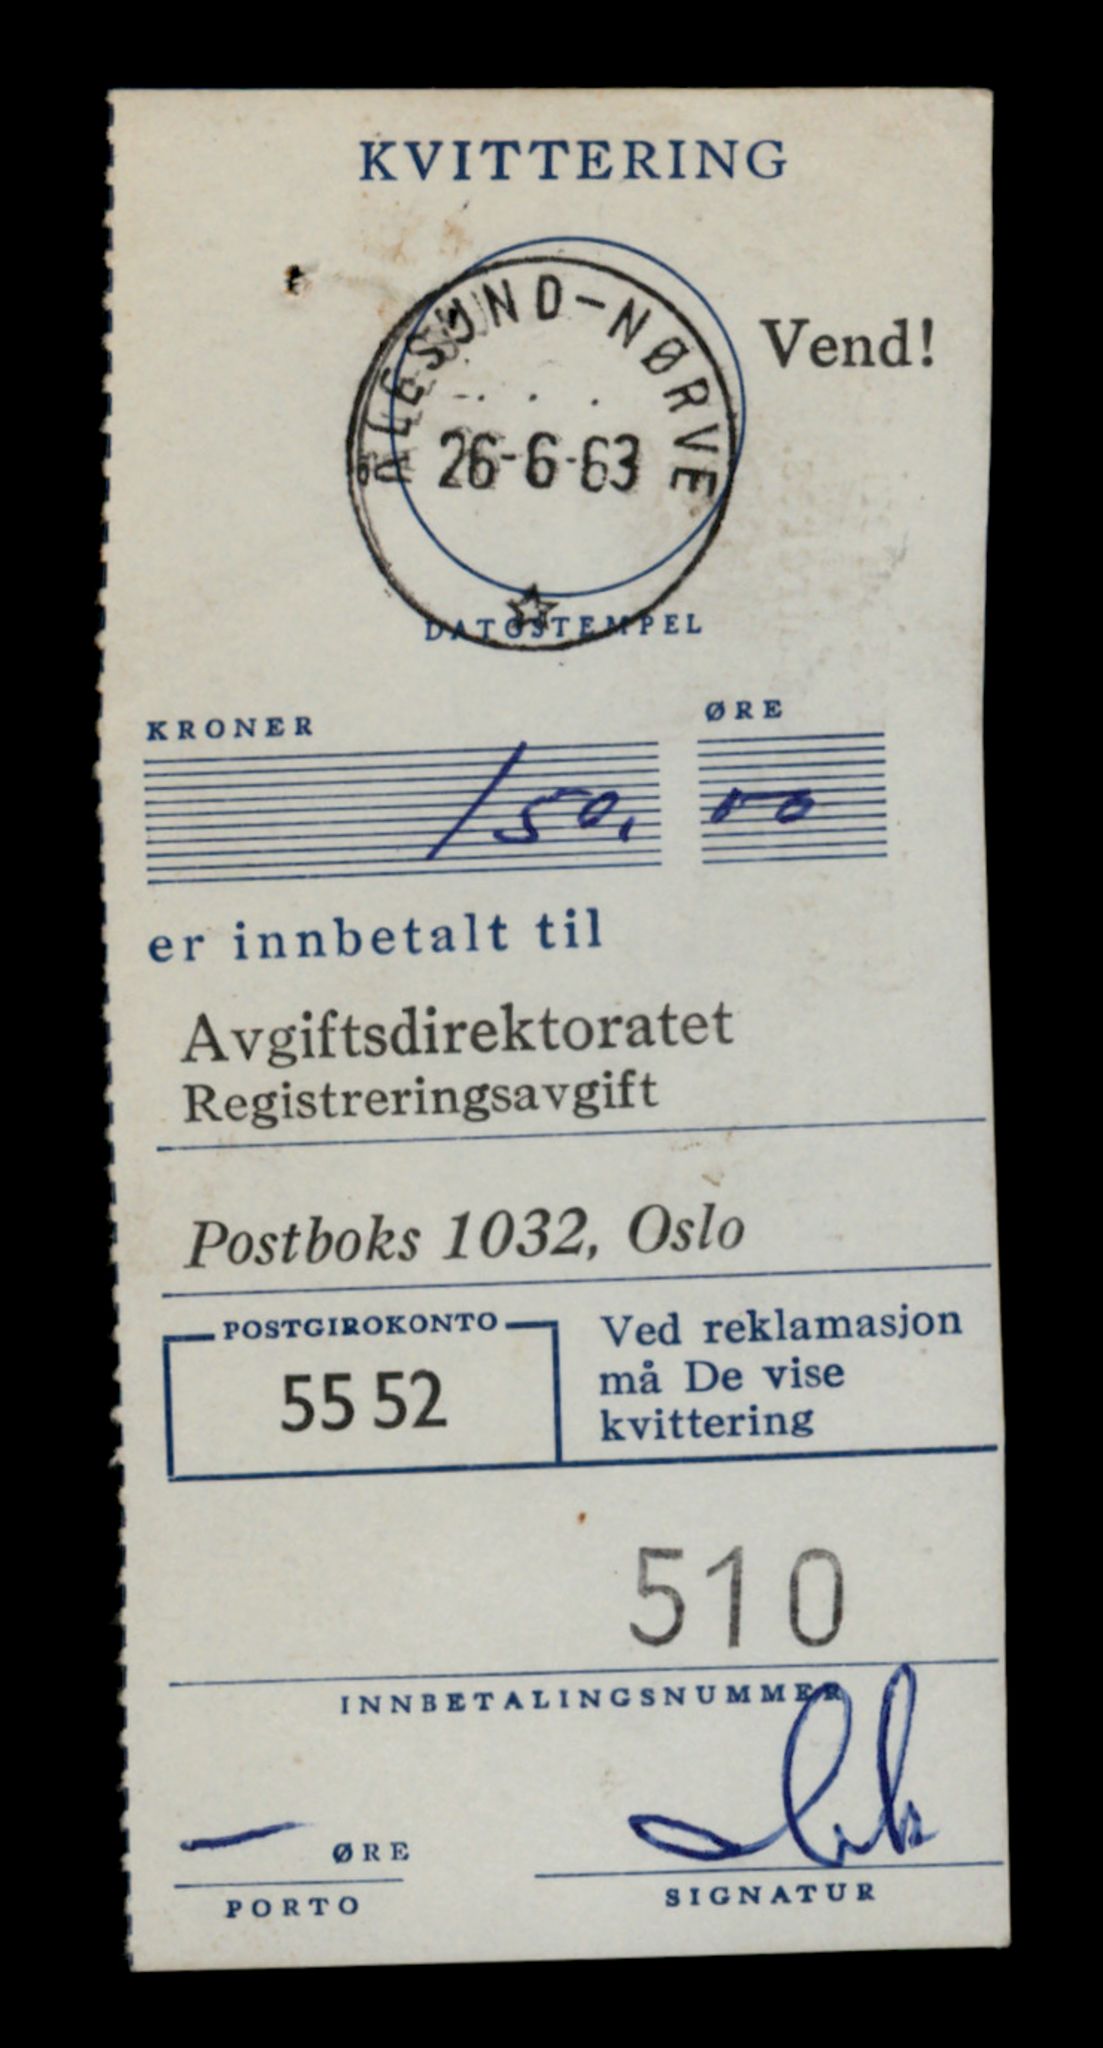 KVITTERING
ÅLESUND-NØRVE
Vend!
26-6-63
DATOSTEMPEL
KRONER ØRE
150, 00
er innbetalt til
Avgiftsdirektoratet
Registreringsavgift
Postboks 1032, Oslo
POSTGIROKONTO
55 52
Ved reklamasjon
må De vise
kvittering
510
INNBETALINGSNUMMER
— ØRE
PORTO
SIGNATUR